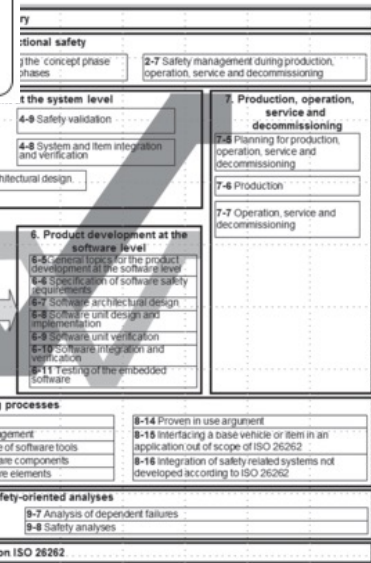 ry
ctional safety
g the concept phase
phases
2-7 Safety management during production,
operation, service and decommissioning
t the system level
4-9 Safety validation
4-8 System and Item integration
and verification
hitectural design
7. Production, operation,
service and
decommissioning
7-5 Planning for production,
operation, service and
decommissioning
7-6 Production
7-7 Operation, service and
decommissioning
6. Product development at the
software level
6-5 General topics for the product
development at the software level
6-6 Specification of software safety
requirements
6-7 Software architectural design
6-8 Software unit design and
implementation
6-9 Software unit verification
6-10 Software integration and
verification
6-11 Testing of the embedded
software
g processes
gement
e of software tools
are components
re elements
8-14 Proven in use argument
8-15 Interfacing a base vehicle or item in an
application out of scope of ISO 26262
8-16 Integration of safety related systems not
developed according to ISO 26262
fety-oriented analyses
9-7 Analysis of dependent failures
9-8 Safety analyses
on ISO 26262